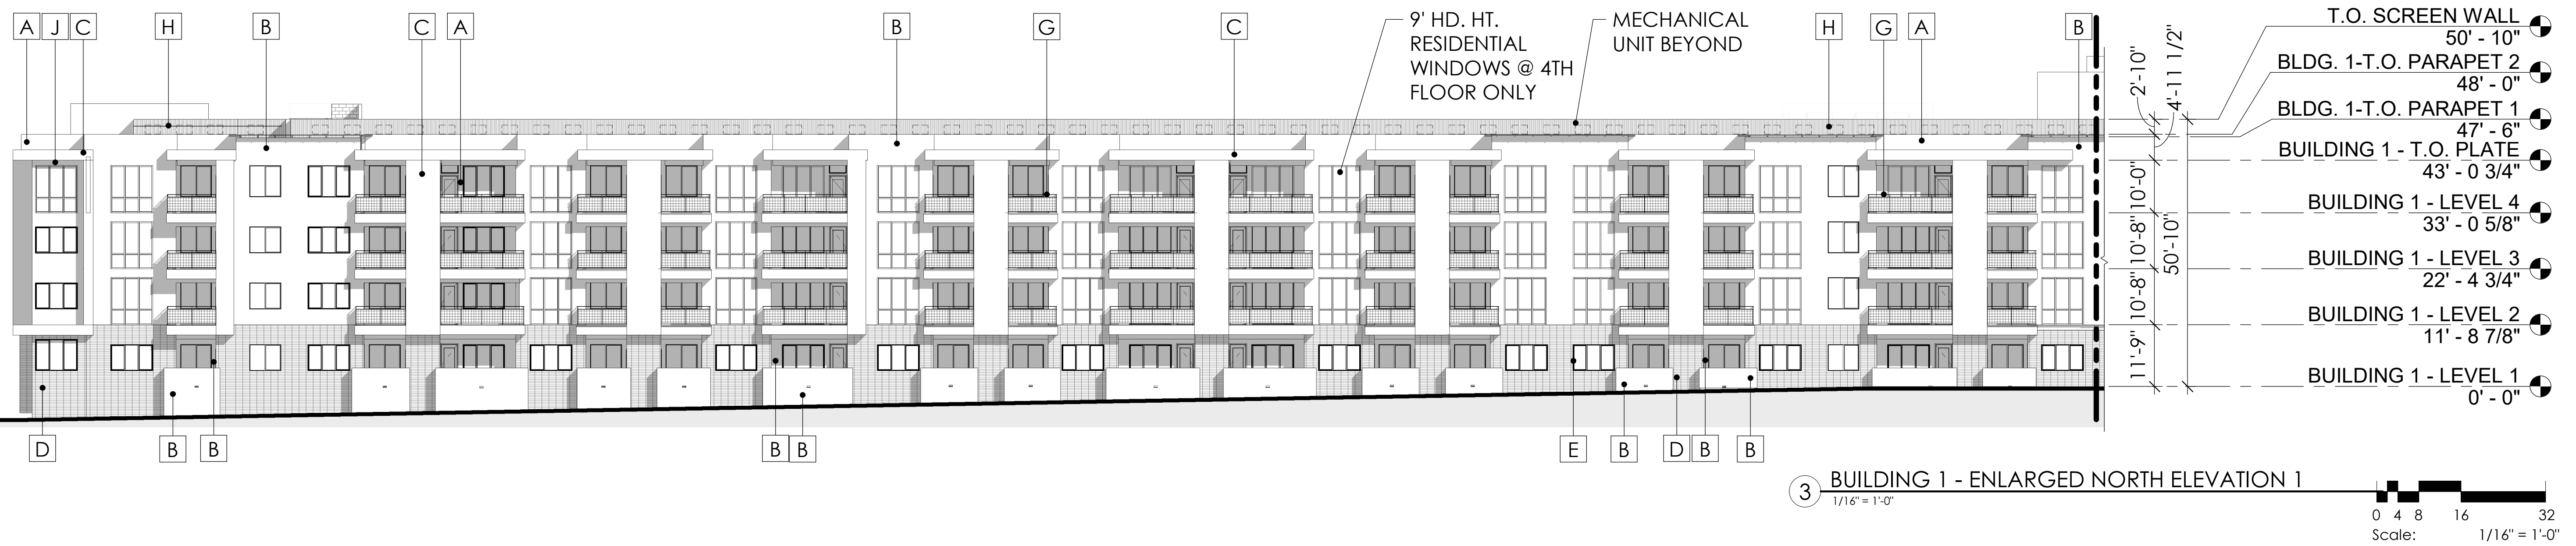 A J C H B C A B G C H G A B
9' HD. HT.
RESIDENTIAL
WINDOWS @ 4TH
FLOOR ONLY
MECHANICAL
UNIT BEYOND
T.O. SCREEN WALL
50' - 10"
BLDG. 1-T.O. PARAPET 2
48' - 0"
BLDG. 1-T.O. PARAPET 1
47' - 6"
BUILDING 1 - T.O. PLATE
43' - 0 3/4"
BUILDING 1 - LEVEL 4
33' - 0 5/8"
BUILDING 1 - LEVEL 3
22' - 4 3/4"
BUILDING 1 - LEVEL 2
11' - 8 7/8"
BUILDING 1 - LEVEL 1
0' - 0"
2'-10"
4'-11 1/2"
10'-0"
10'-8"
10'-8"
11'-9"
50'-10"
D B B B B E B D B B
3 BUILDING 1 - ENLARGED NORTH ELEVATION 1
1/16" = 1'-0"
0 4 8 16 32
Scale: 1/16" = 1'-0"